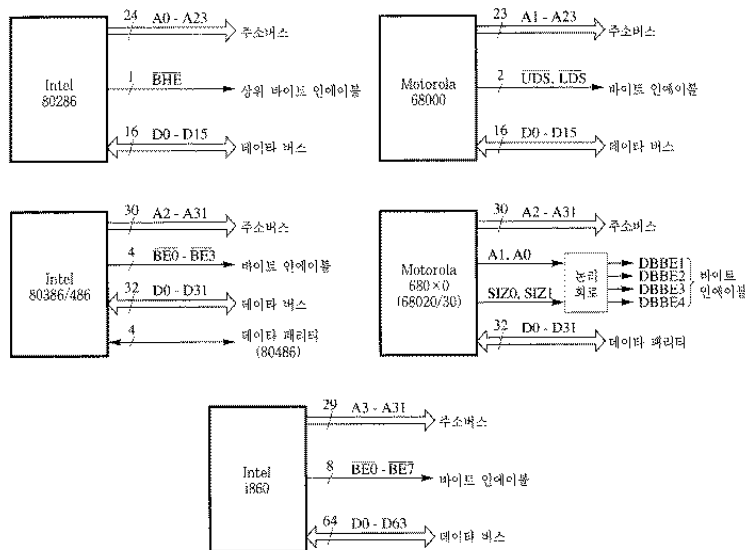 24 A0 - A23
주소버스
Intel
80286
1 BHE
상위 바이트 인에이블
16 D0 - D15
데이타 버스
23 A1 - A23
주소버스
Motorola
68000
2 UDS, LDS
바이트 인에이블
16 D0 - D15
데이타 버스
30 A2 - A31
주소버스
Intel
80386/486
4 BE0 - BE3
바이트 인에이블
32 D0 - D31
데이타 버스
4
데이타 패리티
(80486)
30 A2 - A31
주소버스
Motorola
680×0
(68020/30)
A1, A0
SIZ0, SIZ1
논리
회로
DBBE1
DBBE2
DBBE3
DBBE4
바이트
인에이블
32 D0 - D31
데이타 패리티
29 A3 - A31
주소버스
Intel
i860
8 BE0 - BE7
바이트 인에이블
64 D0 - D63
데이타 버스